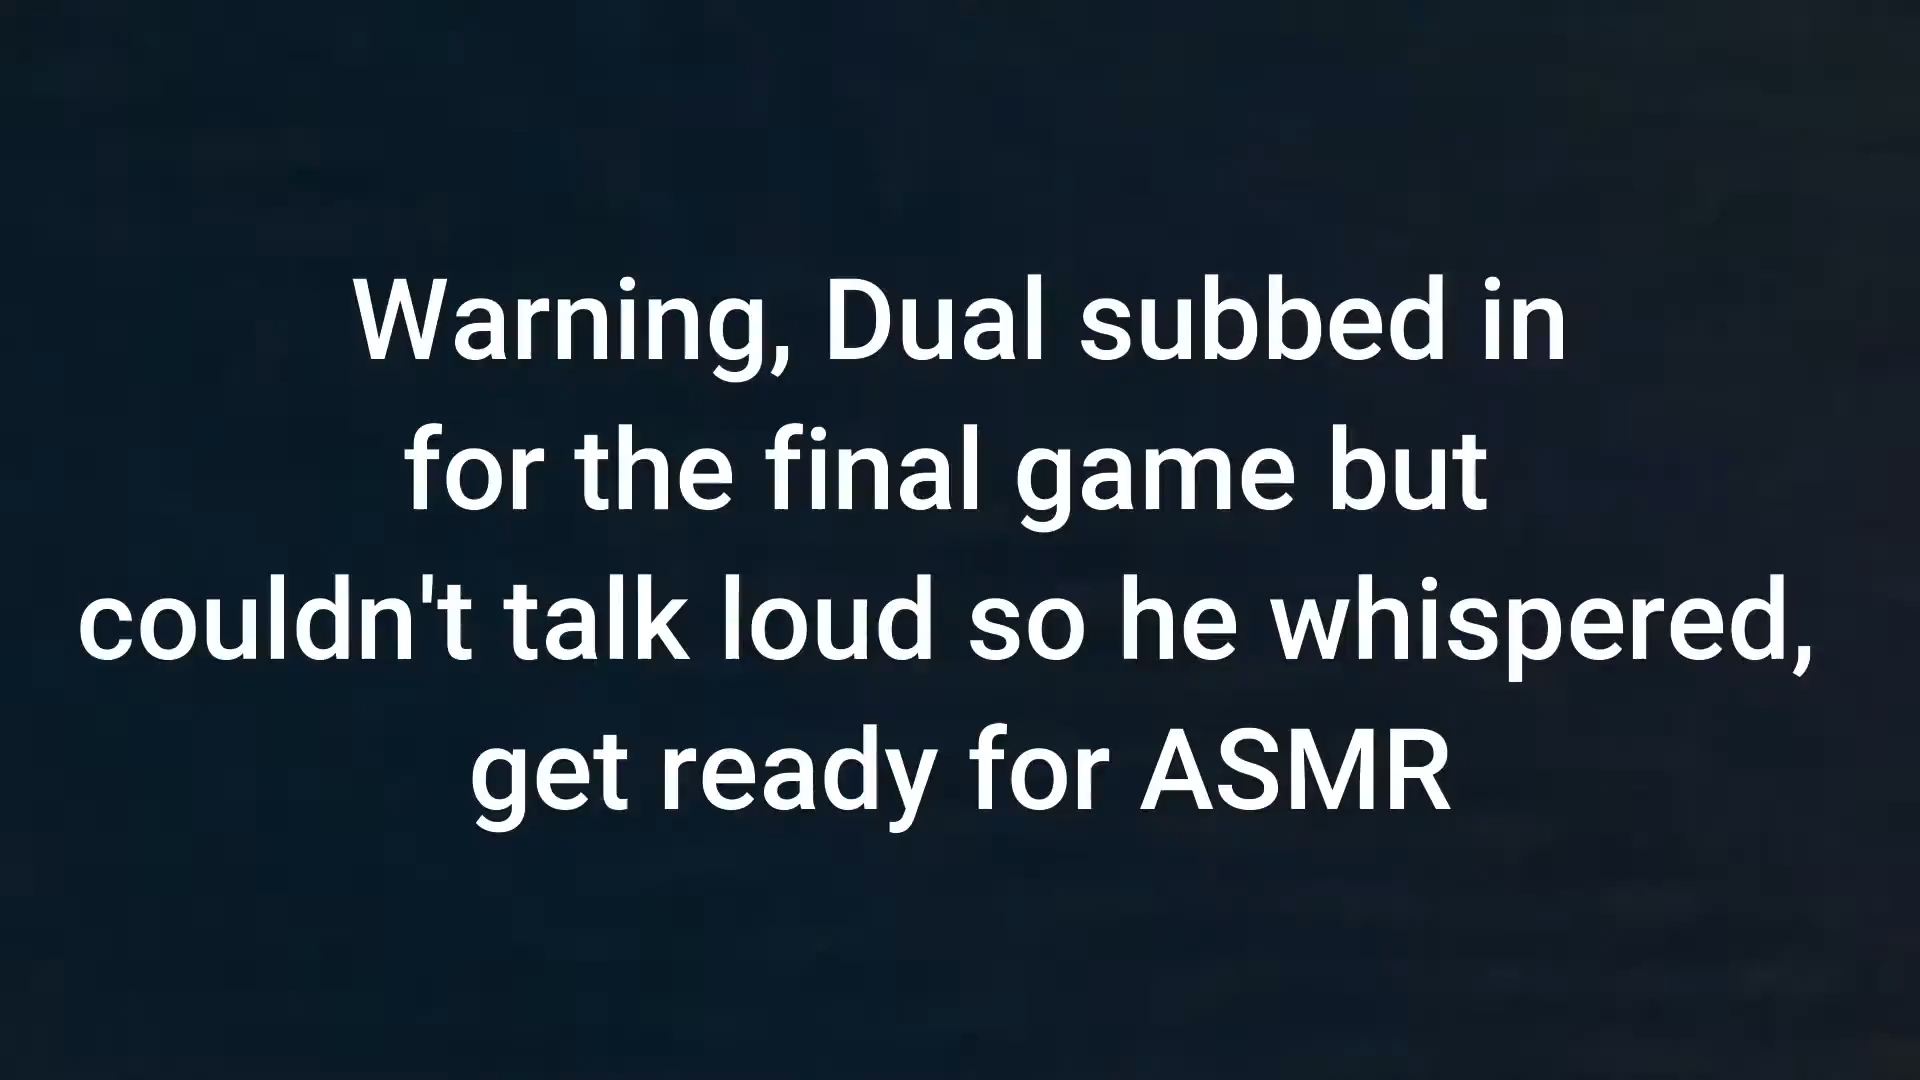 Warning, Dual subbed in
for the final game but
couldn't talk loud so he whispered,
get ready for ASMR